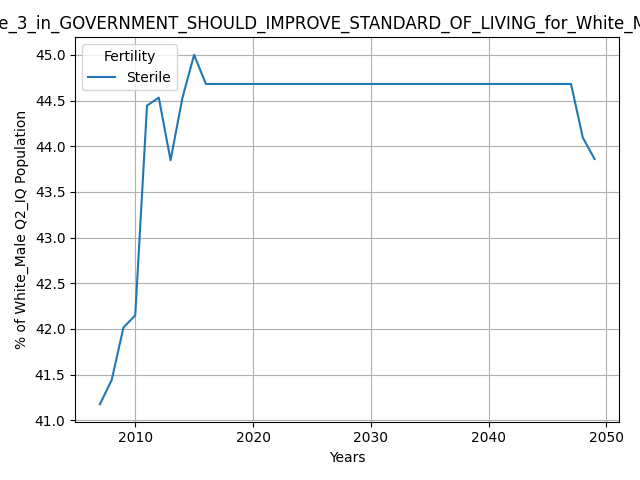 e_3_in_GOVERNMENT_SHOULD_IMPROVE_STANDARD_OF_LIVING_for_White_M
Fertility
Sterile
45.0
44.5
44.0
43.5
43.0
42.5
42.0
41.5
41.0
% of White_Male Q2_IQ Population
2010 2020 2030 2040 2050
Years